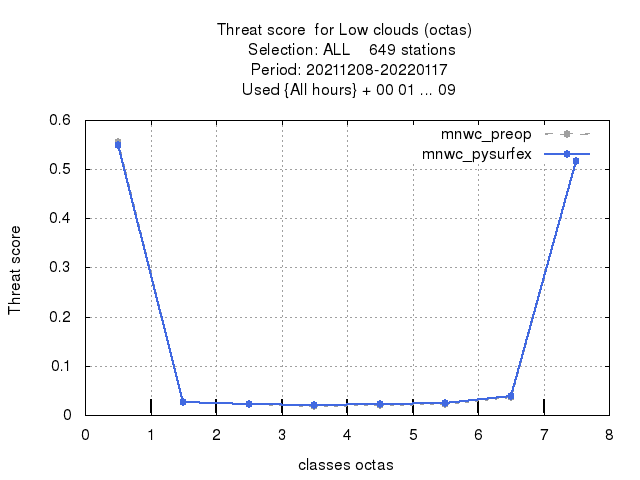 Threat score  for Low clouds (octas)
Selection: ALL    649 stations
Period: 20211208-20220117
Used {All hours} + 00 01 ... 09
mnwc_preop
mnwc_pysurfex
Threat score
0.6
0.5
0.4
0.3
0.2
0.1
0
0 1 2 3 4 5 6 7 8
classes octas